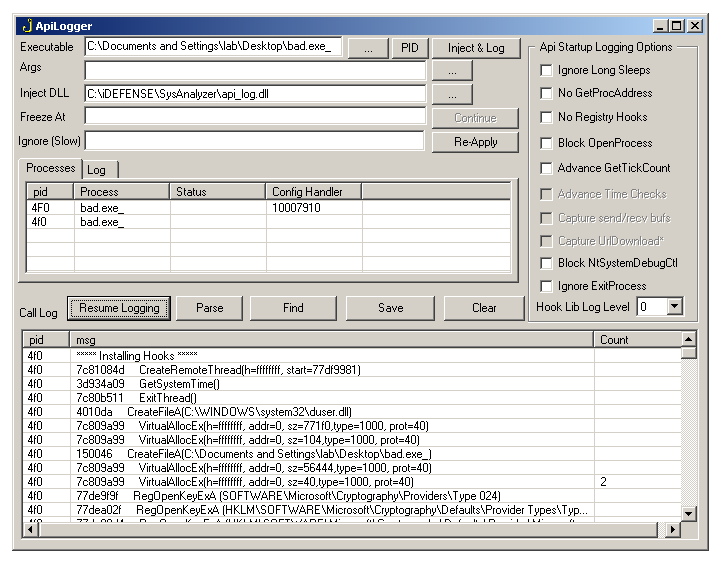 ApiLogger
Executable C:\Documents and Settings\lab\Desktop\bad.exe_ ... PID Inject & Log
Args ...
Inject DLL C:\iDEFENSE\SysAnalyzer\api_log.dll ...
Freeze At Continue
Ignore (Slow) Re-Apply
Api Startup Logging Options
Ignore Long Sleeps
No GetProcAddress
No Registry Hooks
Block OpenProcess
Advance GetTickCount
Advance Time Checks
Capture send/recv bufs
Capture UrlDownload*
Block NtSystemDebugCtl
Ignore ExitProcess
Hook Lib Log Level 0
Processes Log
pid Process Status Config Handler
4F0 bad.exe_ 10007910
4f0 bad.exe_
Call Log Resume Logging Parse Find Save Clear
pid msg Count
4f0 ***** Installing Hooks *****
4f0 7c81084d CreateRemoteThread(h=ffffffff, start=77df9981)
4f0 3d934a09 GetSystemTime()
4f0 7c80b511 ExitThread()
4f0 4010da CreateFileA(C:\WINDOWS\system32\duser.dll)
4f0 7c809a99 VirtualAllocEx(h=ffffffff, addr=0, sz=771f0,type=1000, prot=40)
4f0 7c809a99 VirtualAllocEx(h=ffffffff, addr=0, sz=104,type=1000, prot=40)
4f0 150046 CreateFileA(C:\Documents and Settings\lab\Desktop\bad.exe_)
4f0 7c809a99 VirtualAllocEx(h=ffffffff, addr=0, sz=56444,type=1000, prot=40)
4f0 7c809a99 VirtualAllocEx(h=ffffffff, addr=0, sz=40,type=1000, prot=40) 2
4f0 77de9f9f RegOpenKeyExA (SOFTWARE\Microsoft\Cryptography\Providers\Type 024)
4f0 77dea02f RegOpenKeyExA (HKLM\SOFTWARE\Microsoft\Cryptography\Defaults\Provider Types\Typ...